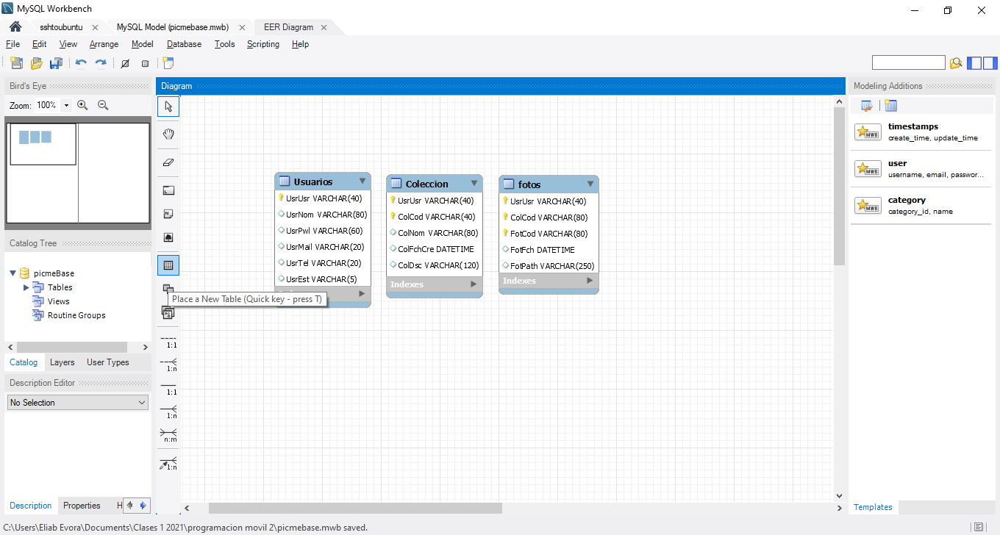 MySQL Workbench
sshtoubuntu
MySQL Model (picmebase.mwb)
EER Diagram
File Edit View Arrange Model Database Tools Scripting Help
Bird's Eye
Zoom: 100%
Catalog Tree
picmeBase
Tables
Views
Routine Groups
Catalog Layers User Types
Description Editor
No Selection
Description Properties H
Diagram
L
N
1:1
1:n
1:1
1:n
n:m
1:n
Place a New Table (Quick key - press T)
Usuarios
UsrUsr VARCHAR(40)
UsrNom VARCHAR(80)
UsrPwl VARCHAR(60)
UsrMail VARCHAR(20)
UsrTel VARCHAR(20)
UsrEst VARCHAR(5)
Coleccion
UsrUsr VARCHAR(40)
ColCod VARCHAR(40)
ColNom VARCHAR(80)
ColFchCre DATETIME
ColDsc VARCHAR(120)
Indexes
fotos
UsrUsr VARCHAR(40)
ColCod VARCHAR(80)
FotCod VARCHAR(80)
FotFch DATETIME
FotPath VARCHAR(250)
Indexes
Modeling Additions
MWB
timestamps
create_time, update_time
MWB
user
username, email, passwor...
MWB
category
category_id, name
Templates
C:\Users\Eliab Evora\Documents\Clases 1 2021\programacion movil 2\picmebase.mwb saved.